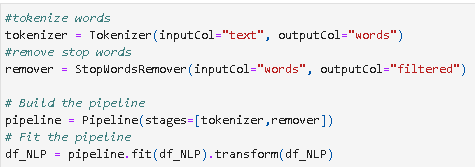 #tokenize words
tokenizer = Tokenizer(inputCol="text", outputCol="words")
#remove stop words
remover = StopWordsRemover(inputCol="words", outputCol="filtered")
# Build the pipeline
pipeline = Pipeline(stages=[tokenizer,remover])
# Fit the pipeline
df_NLP = pipeline.fit(df_NLP).transform(df_NLP)